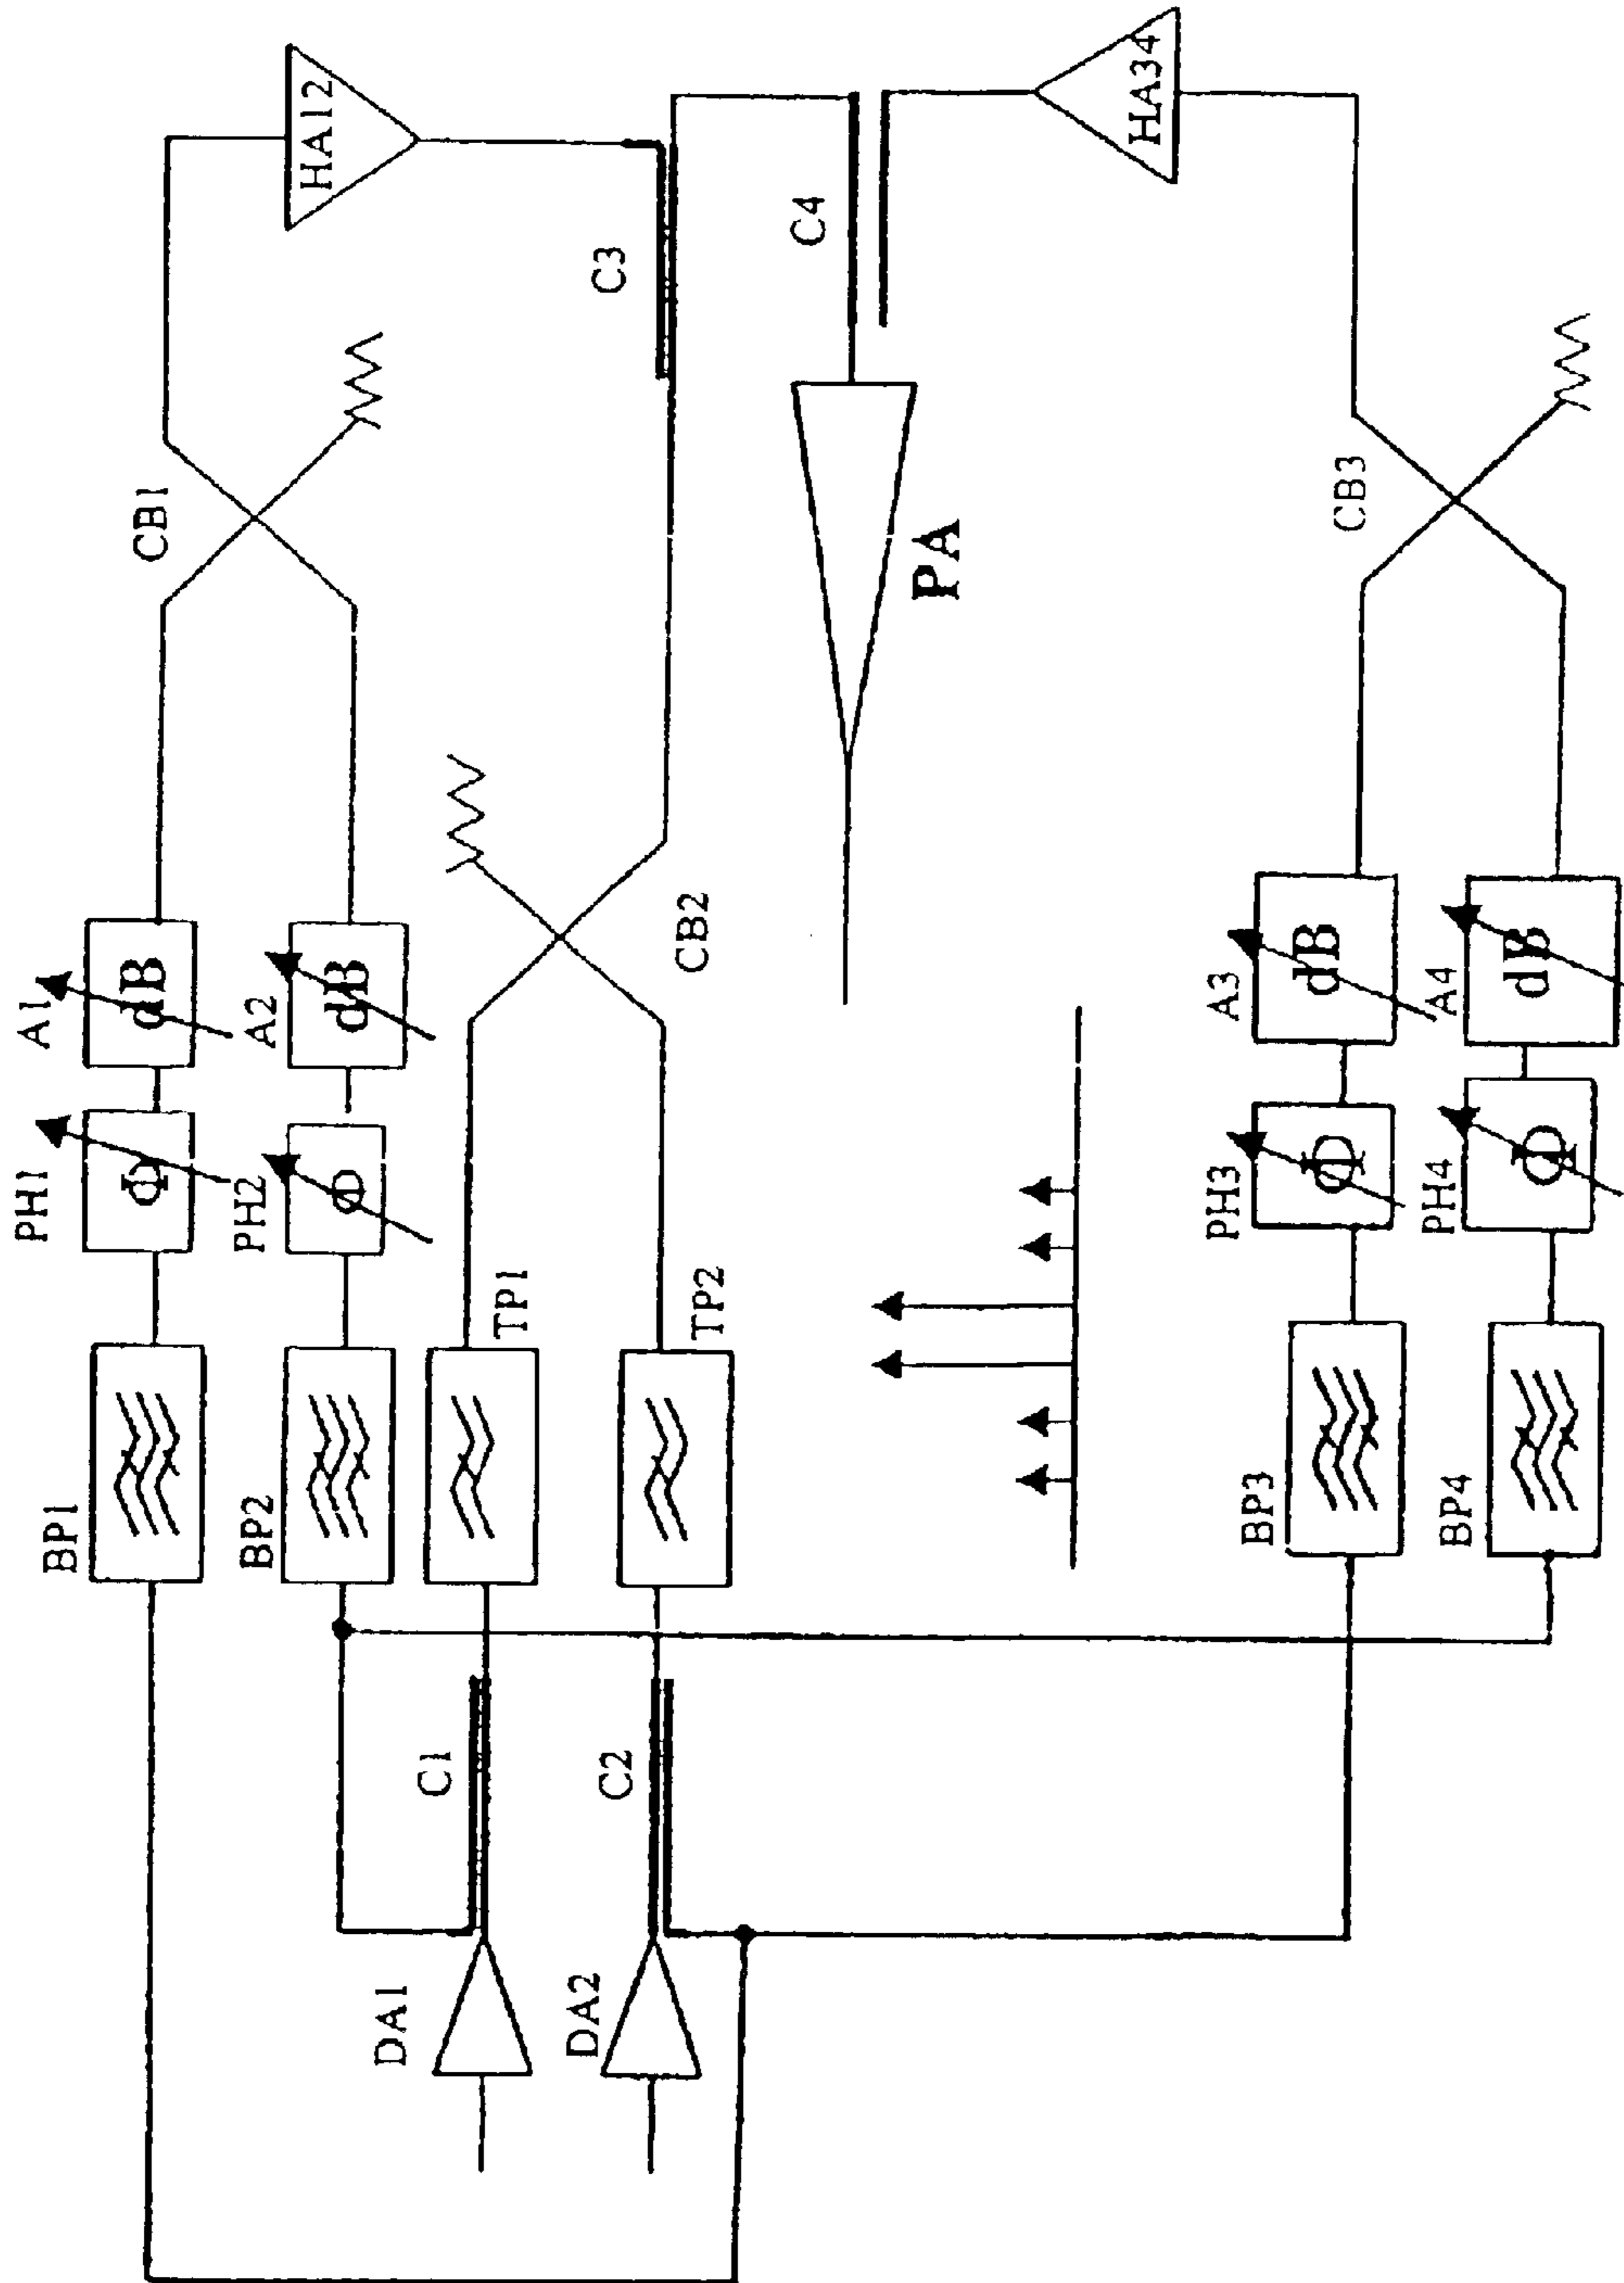 HA12
HA34
C3
C4
CB1
CB3
PA
CB2
A1
dB
A2
dB
A3
dB
A4
dB
PH1
Φ
PH2
Φ
PH3
Φ
PH4
Φ
TP1
TP2
BP1
BP2
BP3
BP4
C1
C2
DA1
DA2